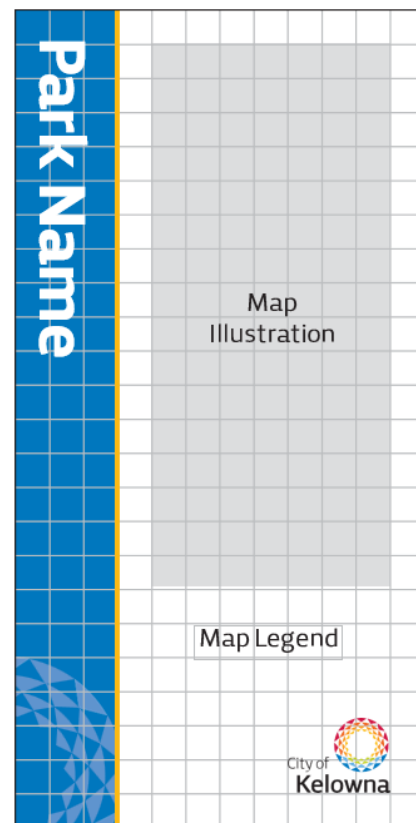 Park Name
Map
Illustration
Map Legend
City of
Kelowna